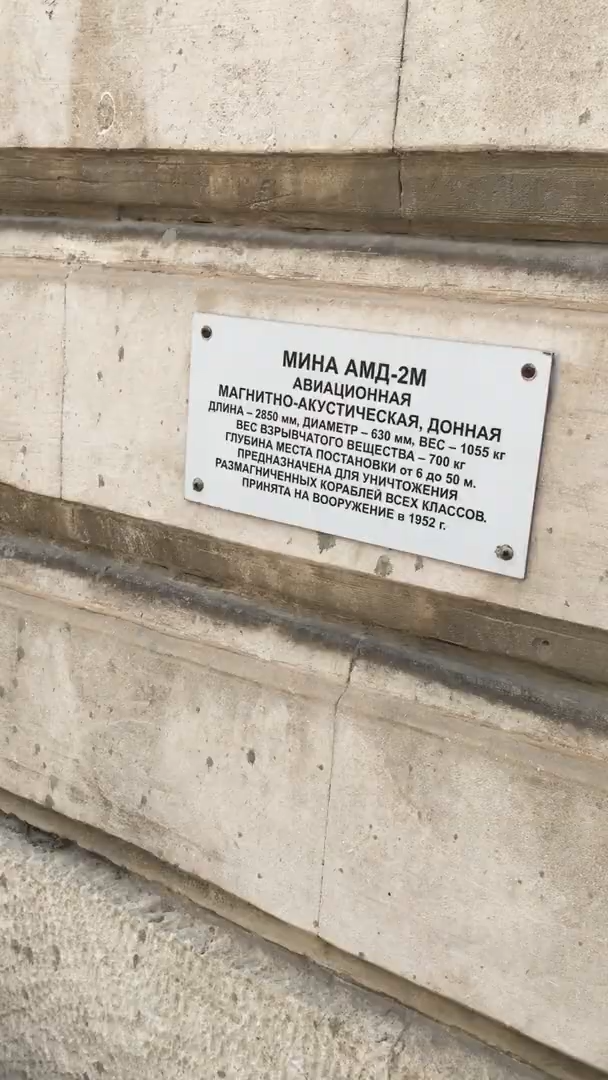 МИНА АМД-2М
АВИАЦИОННАЯ
МАГНИТНО-АКУСТИЧЕСКАЯ, ДОННАЯ
ДЛИНА – 2850 мм, ДИАМЕТР – 630 мм, ВЕС – 1055 кг
ВЕС ВЗРЫВЧАТОГО ВЕЩЕСТВА – 700 кг
ГЛУБИНА МЕСТА ПОСТАНОВКИ от 6 до 50 м.
ПРЕДНАЗНАЧЕНА ДЛЯ УНИЧТОЖЕНИЯ
РАЗМАГНИЧЕННЫХ КОРАБЛЕЙ ВСЕХ КЛАССОВ.
ПРИНЯТА НА ВООРУЖЕНИЕ в 1952 г.